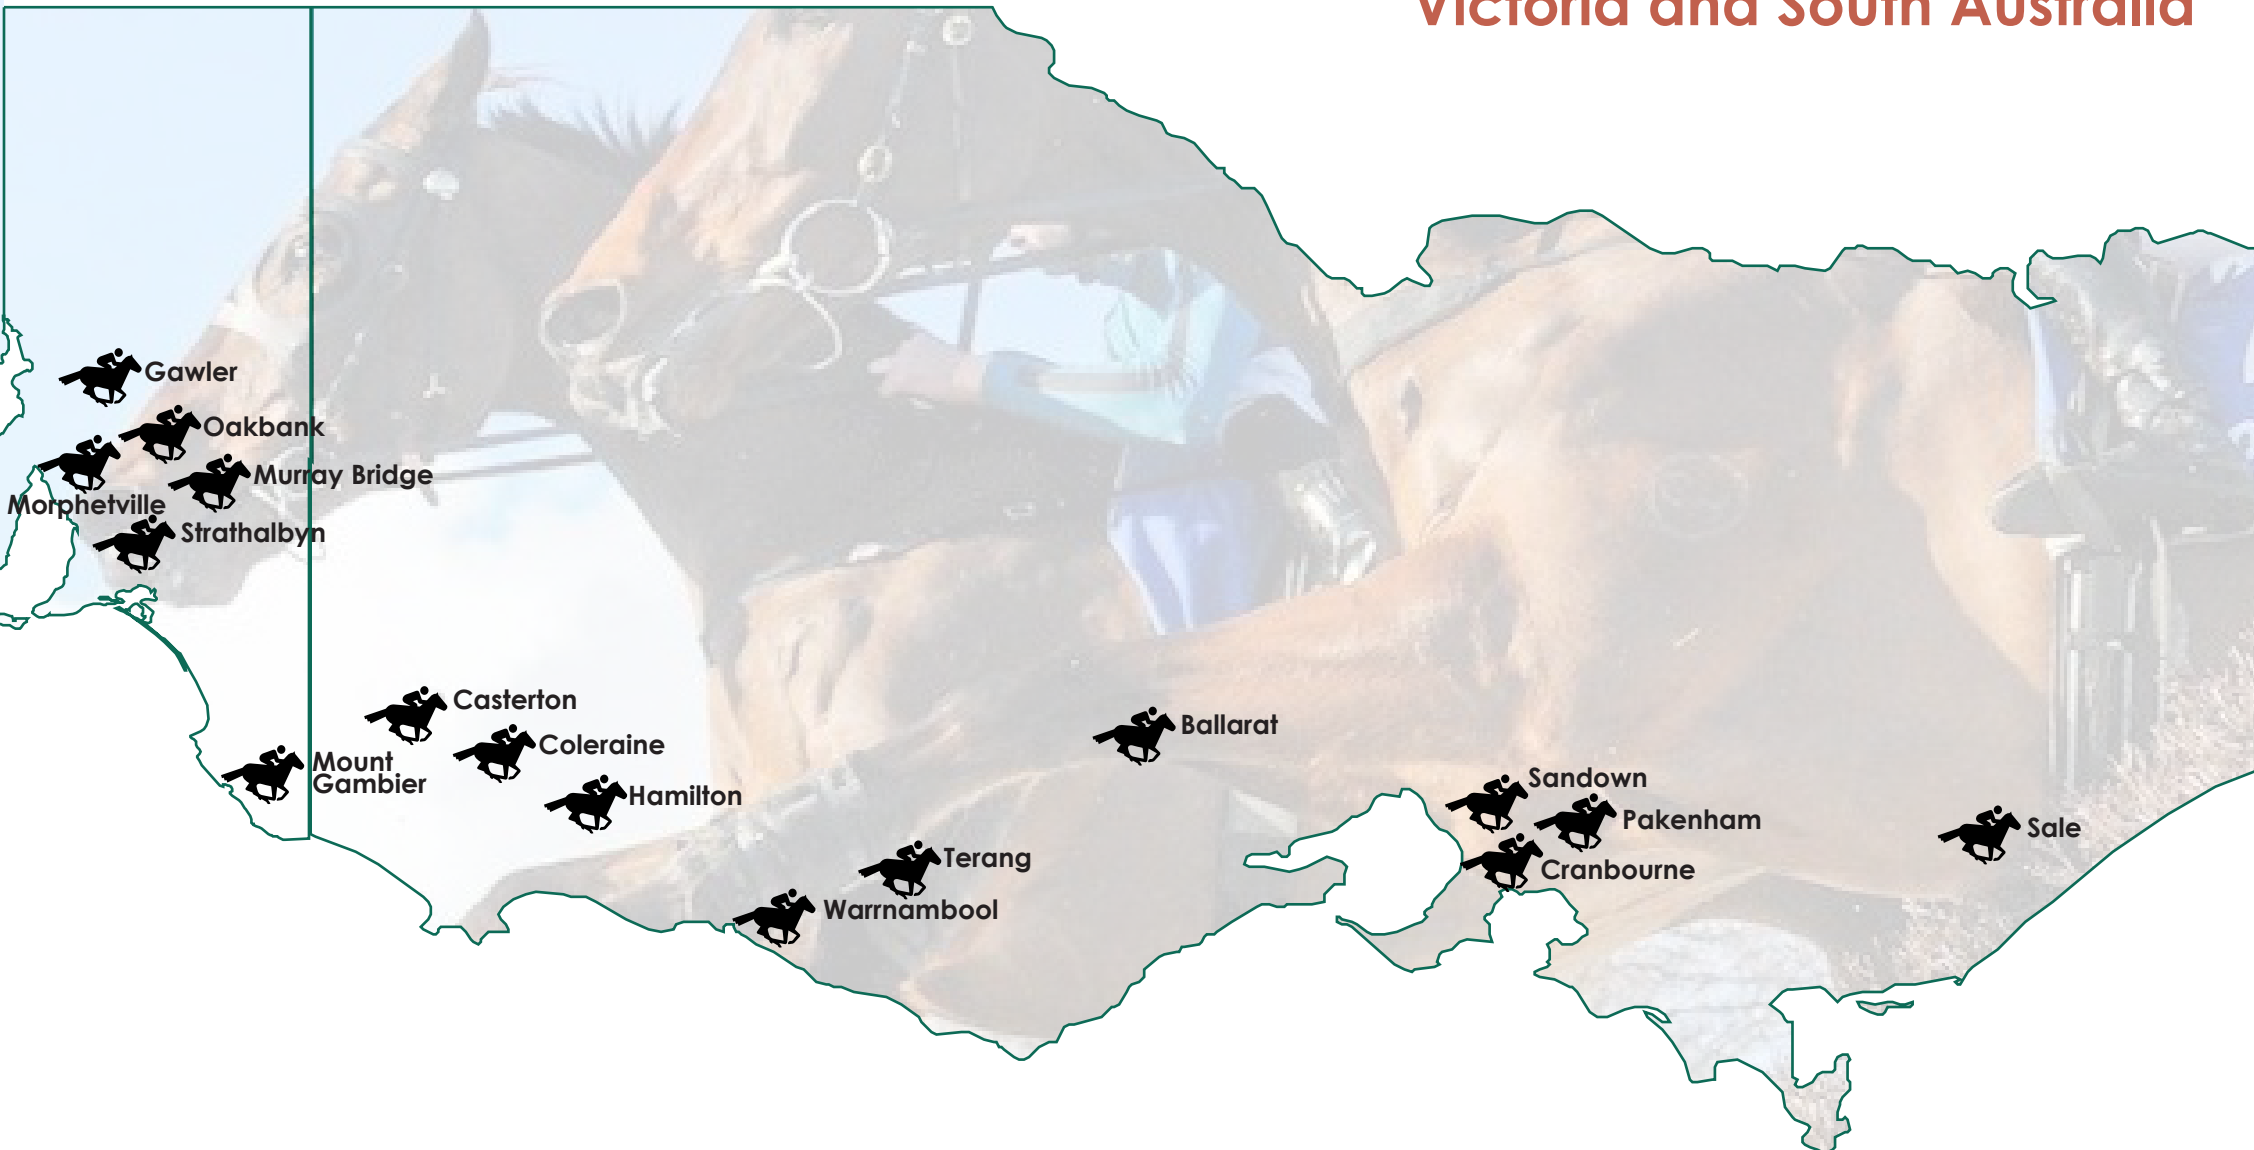 Victoria and South Australia
Gawler
Oakbank
Murray Bridge
Morphetville
Strathalbyn
Casterton
Coleraine
Mount
Gambier
Hamilton
Ballarat
Sandown
Pakenham
Cranbourne
Sale
Terang
Warrnambool